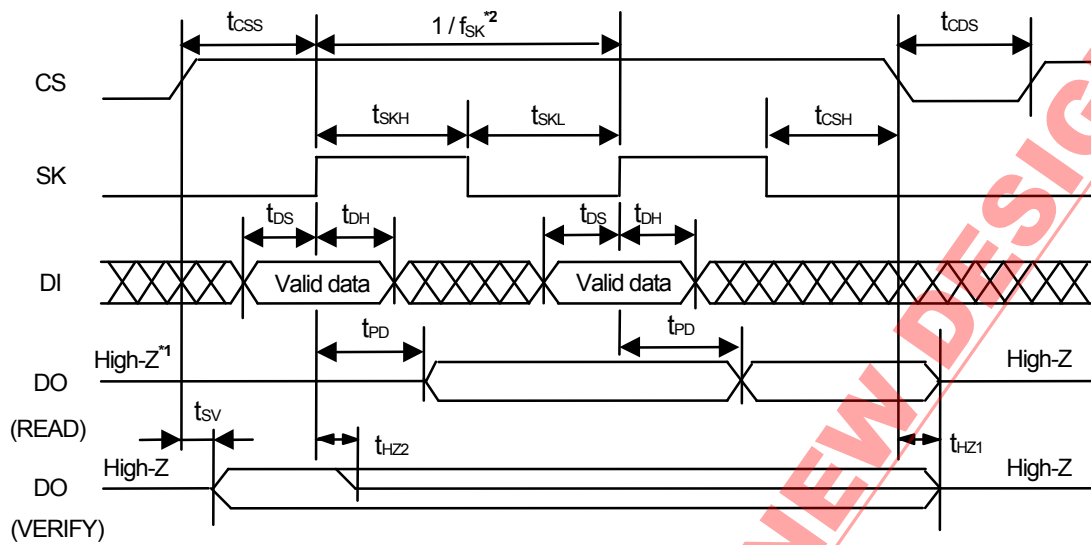 tCSS
1 / fSK*2
tCDS
CS
tSKH
tSKL
tCSH
SK
tDS
tDH
tDS
tDH
DI
Valid data
Valid data
tPD
tPD
High-Z*1
High-Z
DO
(READ)
tSV
tHZ2
tHZ1
High-Z
High-Z
DO
(VERIFY)
NEW DESIG